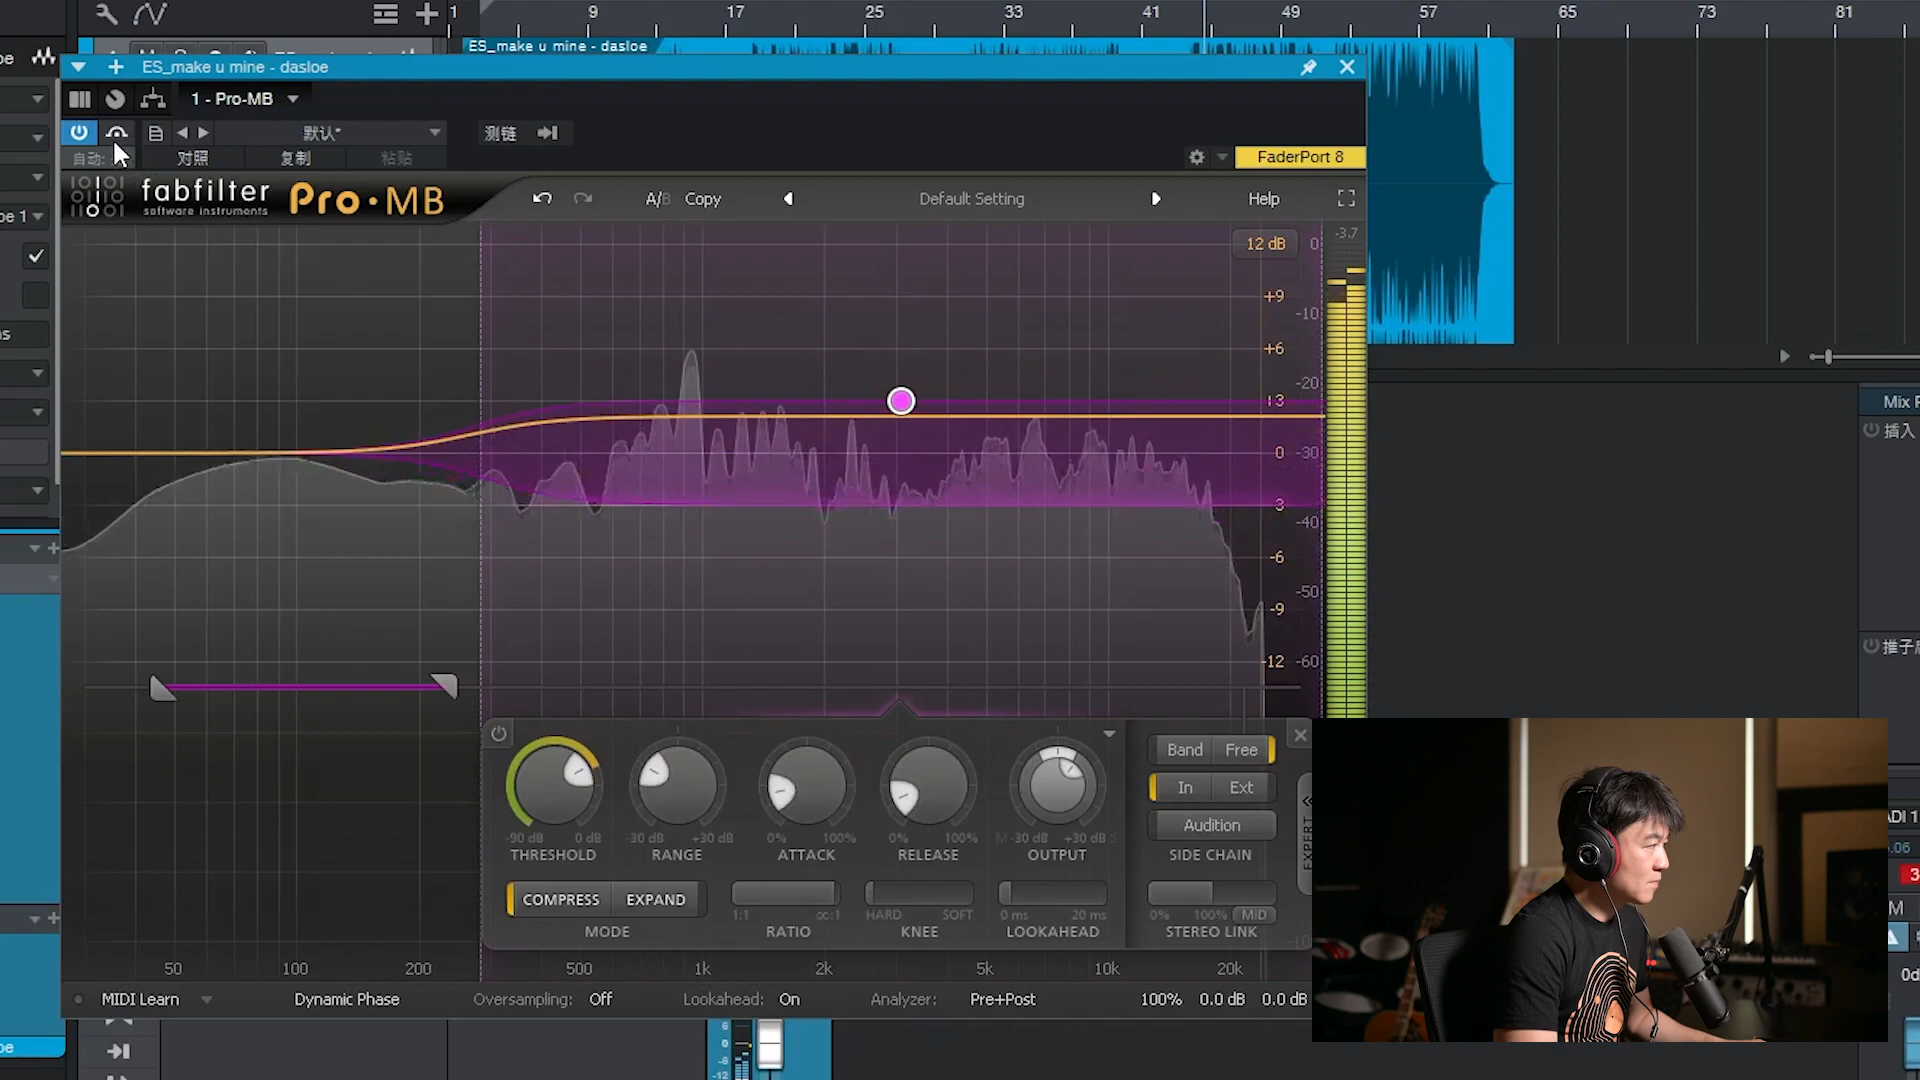 1 9 17 25 33 41 49 57 65 73 81
ES_make u mine - dasloe
ES_make u mine - dasloe
1 - Pro-MB
默认*
测链
自动:
对照 复制 粘贴
FaderPort 8
fabfilter
software instruments
Pro·MB
A/B Copy
Default Setting
Help
12 dB 0 -3.7
+9 -10
+6 -20
+3
0 -30
3 -40
-6 -50
-9
-12 -60
Mix
插入
推子
-90 dB 0 dB
THRESHOLD
-30 dB +30 dB
RANGE
0% 100%
ATTACK
0% 100%
RELEASE
M -30 dB +30 dB S
OUTPUT
Band Free
In Ext
Audition
SIDE CHAIN
EXPERT
COMPRESS EXPAND
MODE
1:1 ∞:1
RATIO
HARD SOFT
KNEE
0 ms 20 ms
LOOKAHEAD
0% 100% MID
STEREO LINK
50 100 200 500 1k 2k 5k 10k 20k
MIDI Learn
Dynamic Phase
Oversampling: Off
Lookahead: On
Analyzer: Pre+Post
100% 0.0 dB 0.0 dB
6
0
-6
-12
M
0d